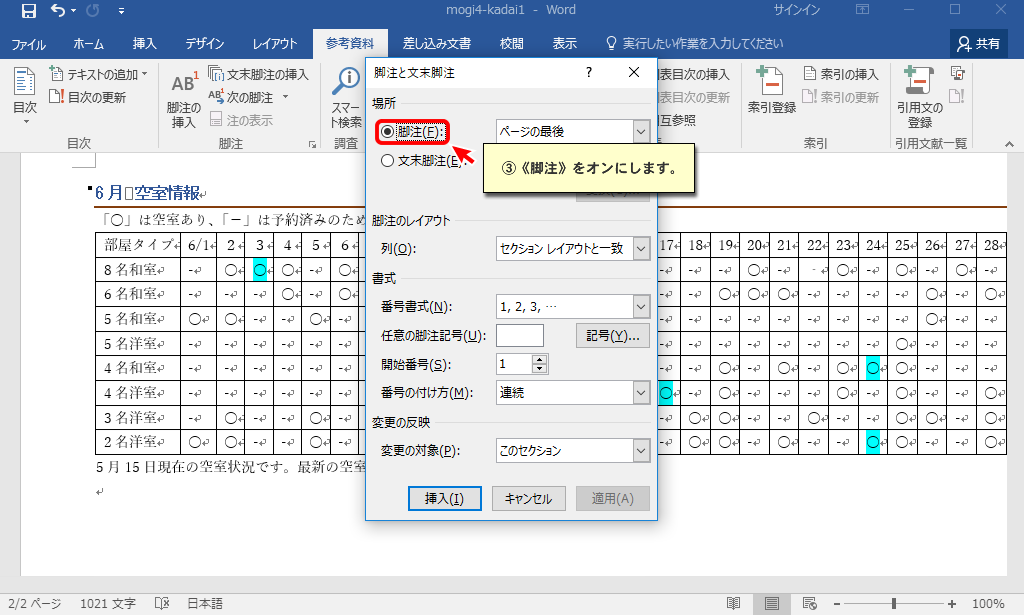 mogi4-kadai1 - Word
サインイン
ファイル ホーム 挿入 デザイン レイアウト 参考資料 差し込み文書 校閲 表示 実行したい作業を入力してください 共有
目次
テキストの追加
目次の更新
目次
AB1
脚注の
挿入
文末脚注の挿入
次の脚注
注の表示
脚注
スマー
ト検索
調査
表目次の挿入
表目次の更新
互参照
索引登録
索引の挿入
索引の更新
索引
引用文の
登録
引用文献一覧
脚注と文末脚注 ?
場所
脚注(F): ページの最後
文末脚注(E):
③《脚注》をオンにします。
脚注のレイアウト
列(O): セクション レイアウトと一致
書式
番号書式(N): 1, 2, 3, …
任意の脚注記号(U): 記号(Y)...
開始番号(S): 1
番号の付け方(M): 連続
変更の反映
変更の対象(P): このセクション
挿入(I) キャンセル 適用(A)
6月 空室情報
「○」は空室あり、「－」は予約済みのため
部屋タイプ 6/1 2 3 4 5 6 17 18 19 20 21 22 23 24 25 26 27 28
8名和室 - ○ ○ ○ - ○ - - - ○ - - ○ - ○ - ○ -
6名和室 - - - ○ - ○ - - ○ ○ ○ - - - - ○ - ○
5名和室 ○ ○ - - ○ - - - - - - - - - - ○ - -
5名洋室 - - - - - - - - - - - - - - ○ - - -
4名和室 - - - - - - - - ○ - ○ - - ○ ○ - - ○
4名洋室 - - - - - - ○ - ○ - - - ○ - ○ - - ○
3名洋室 - ○ - - ○ - - ○ ○ - - ○ - - ○ ○ - ○
2名洋室 ○ ○ - ○ ○ - - ○ ○ - ○ - - ○ ○ - - ○
5月15日現在の空室状況です。最新の空室
2/2 ページ 1021 文字 日本語 100%